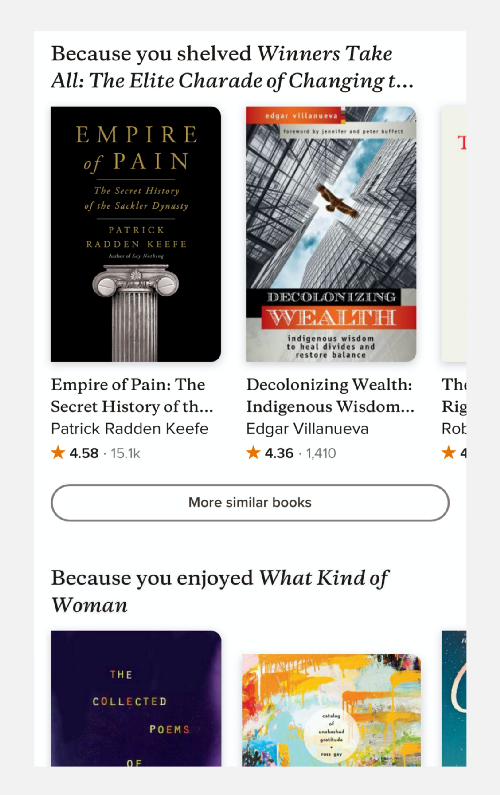 Because you shelved Winners Take
All: The Elite Charade of Changing t...
EMPIRE
of PAIN
The Secret History
of the Sackler Dynasty
PATRICK
RADDEN KEEFE
Author of Say Nothing
edgar villanueva
foreword by jennifer and peter buffett
DECOLONIZING
WEALTH
indigenous wisdom
to heal divides and
restore balance
T
Empire of Pain: The
Secret History of th...
Patrick Radden Keefe
4.58 · 15.1k
Decolonizing Wealth:
Indigenous Wisdom...
Edgar Villanueva
4.36 · 1,410
The
Rig
Rob
4
More similar books
Because you enjoyed What Kind of
Woman
THE
COLLECTED
POEMS
OF
catalog
of
unabashed
gratitude
ross gay